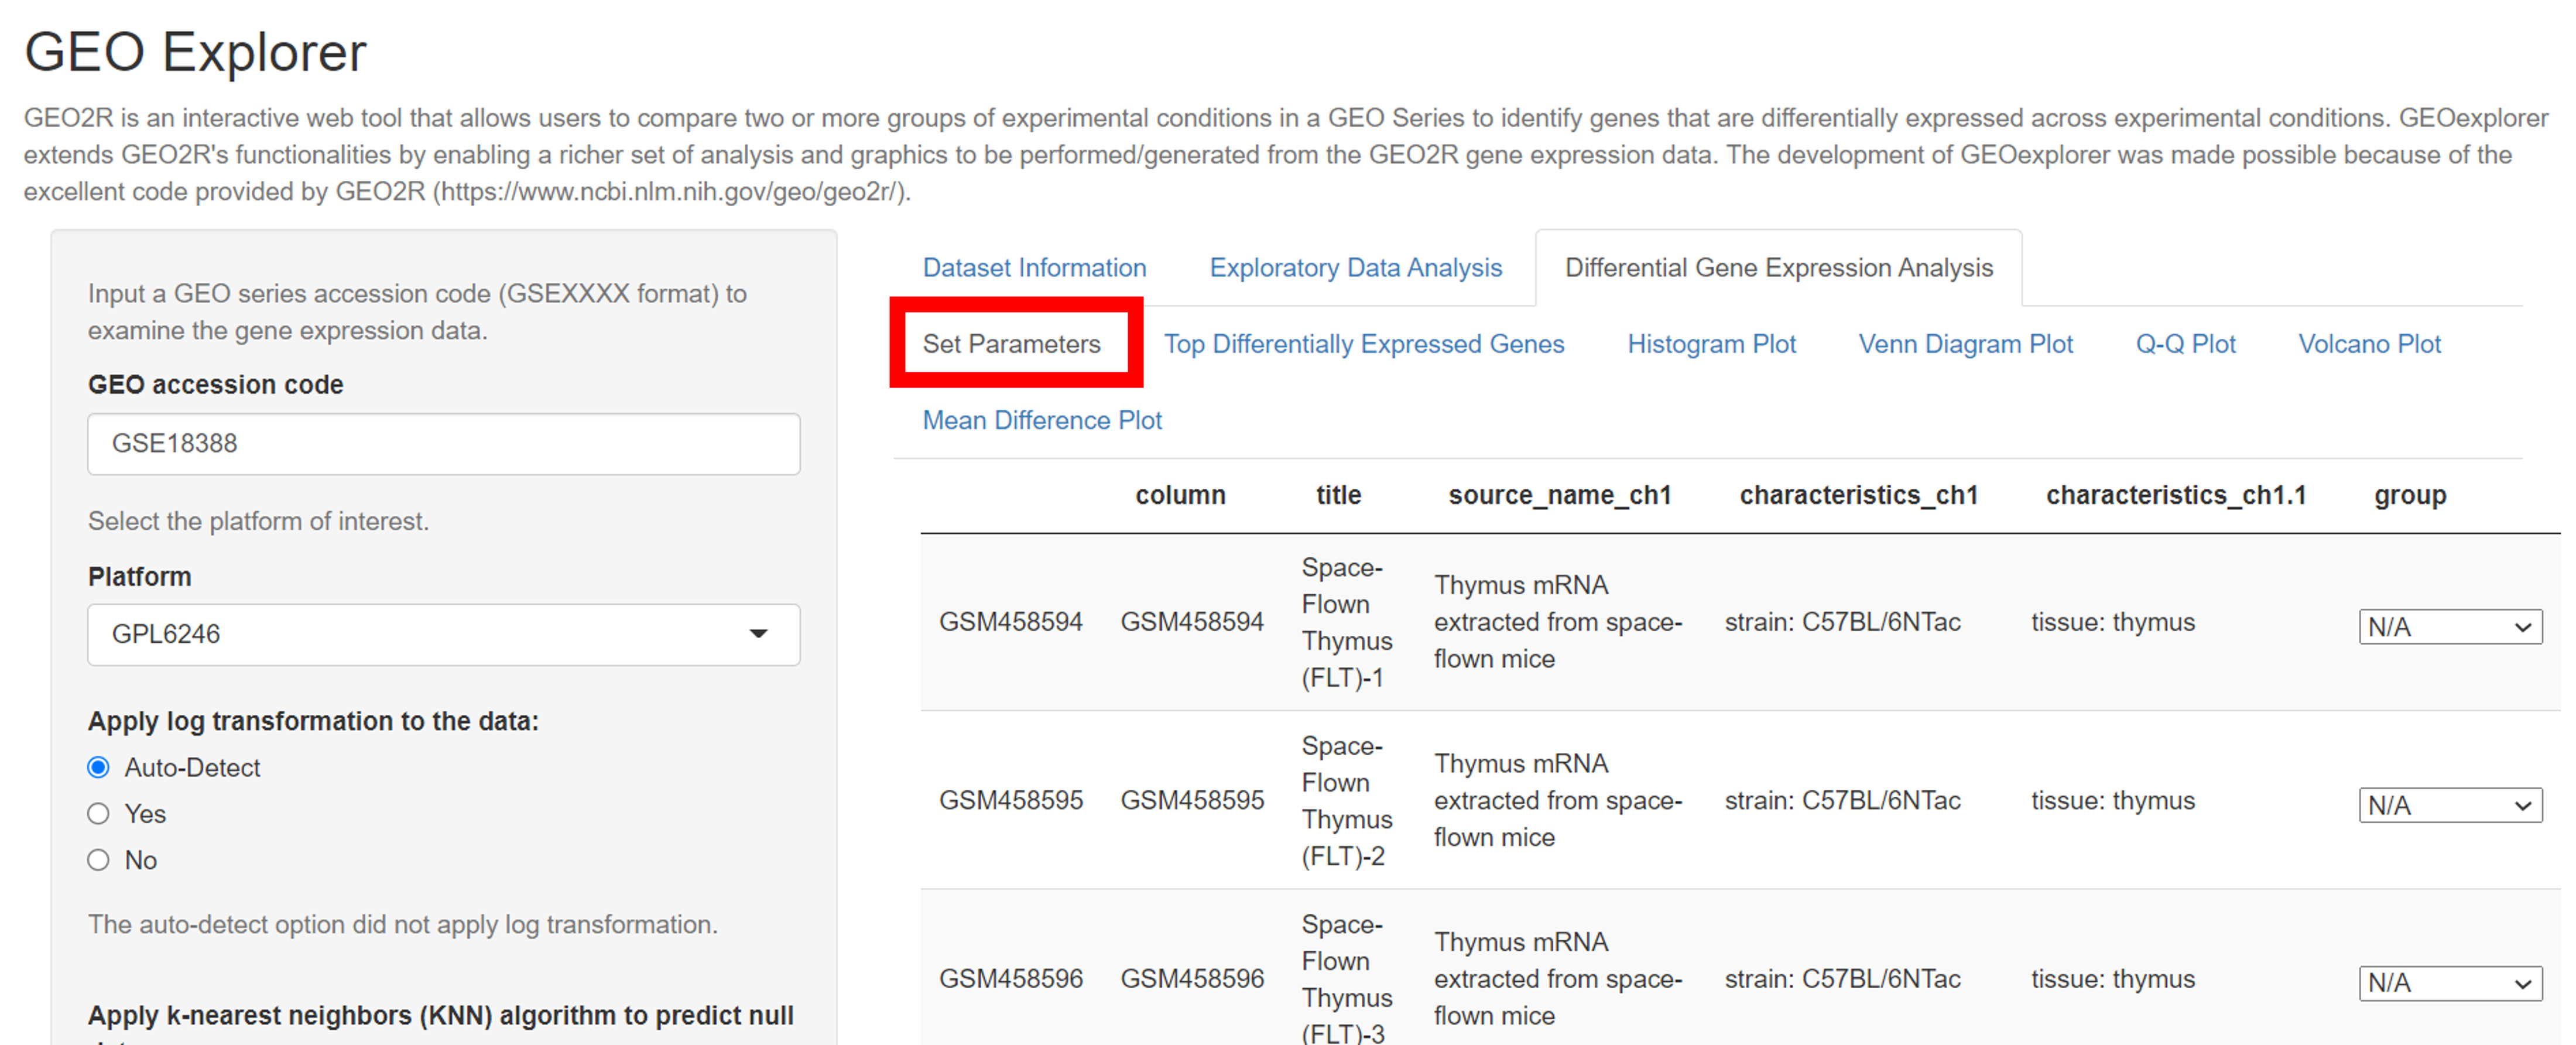 GEO Explorer
GEO2R is an interactive web tool that allows users to compare two or more groups of experimental conditions in a GEO Series to identify genes that are differentially expressed across experimental conditions. GEOexplorer
extends GEO2R's functionalities by enabling a richer set of analysis and graphics to be performed/generated from the GEO2R gene expression data. The development of GEOexplorer was made possible because of the
excellent code provided by GEO2R (https://www.ncbi.nlm.nih.gov/geo/geo2r/).
Input a GEO series accession code (GSEXXXX format) to
examine the gene expression data.
GEO accession code
GSE18388
Select the platform of interest.
Platform
GPL6246
Apply log transformation to the data:
Auto-Detect
Yes
No
The auto-detect option did not apply log transformation.
Apply k-nearest neighbors (KNN) algorithm to predict null
Dataset Information Exploratory Data Analysis Differential Gene Expression Analysis
Set Parameters Top Differentially Expressed Genes Histogram Plot Venn Diagram Plot Q-Q Plot Volcano Plot
Mean Difference Plot
column title source_name_ch1 characteristics_ch1 characteristics_ch1.1 group
GSM458594 GSM458594 Space-
Flown
Thymus
(FLT)-1 Thymus mRNA
extracted from space-
flown mice strain: C57BL/6NTac tissue: thymus N/A
GSM458595 GSM458595 Space-
Flown
Thymus
(FLT)-2 Thymus mRNA
extracted from space-
flown mice strain: C57BL/6NTac tissue: thymus N/A
GSM458596 GSM458596 Space-
Flown
Thymus
(FLT)-3 Thymus mRNA
extracted from space-
flown mice strain: C57BL/6NTac tissue: thymus N/A